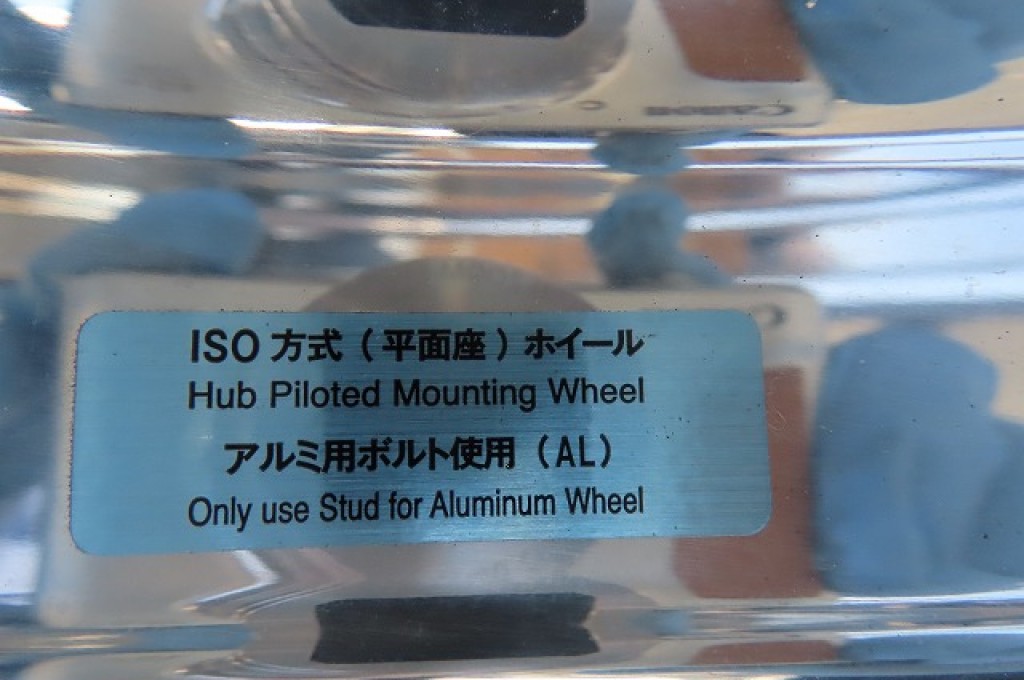 Canon
ISO 方式（平面座）ホイール
Hub Piloted Mounting Wheel
アルミ用ボルト使用（AL）
Only use Stud for Aluminum Wheel